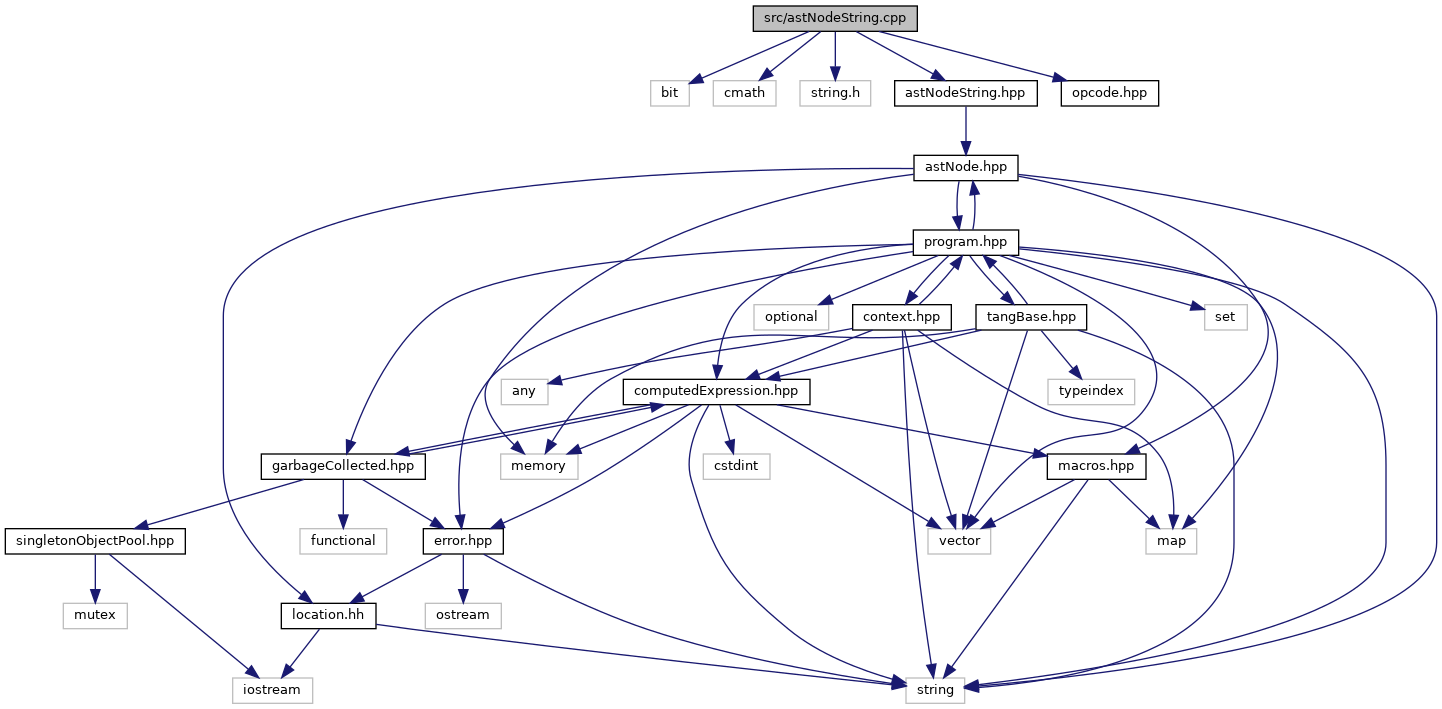 src/astNodeString.cpp
bit
cmath
string.h
astNodeString.hpp
opcode.hpp
astNode.hpp
program.hpp
optional
context.hpp
tangBase.hpp
set
any
computedExpression.hpp
typeindex
garbageCollected.hpp
memory
cstdint
macros.hpp
singletonObjectPool.hpp
functional
error.hpp
vector
map
mutex
location.hh
ostream
iostream
string